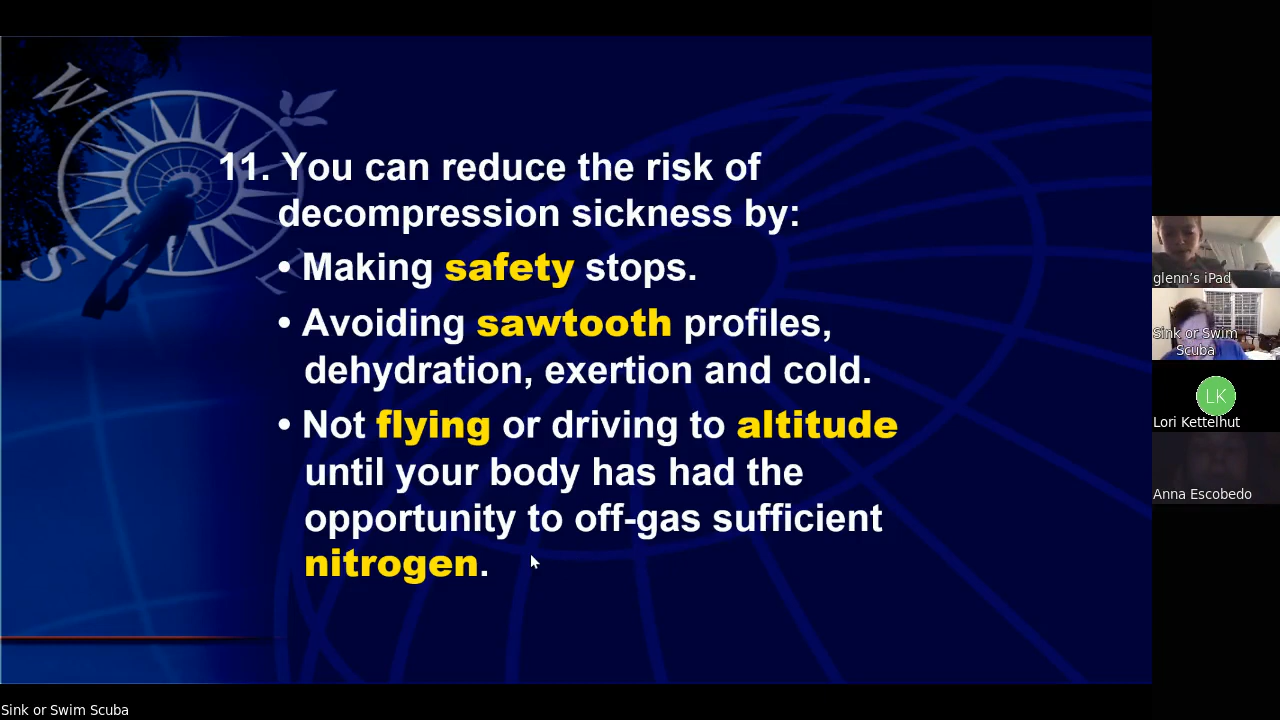 W
S
11. You can reduce the risk of
decompression sickness by:
• Making safety stops.
• Avoiding sawtooth profiles,
dehydration, exertion and cold.
• Not flying or driving to altitude
until your body has had the
opportunity to off-gas sufficient
nitrogen.
glenn's iPad
Sink or Swim
Scuba
LK
Lori Kettelhut
Anna Escobedo
Sink or Swim Scuba